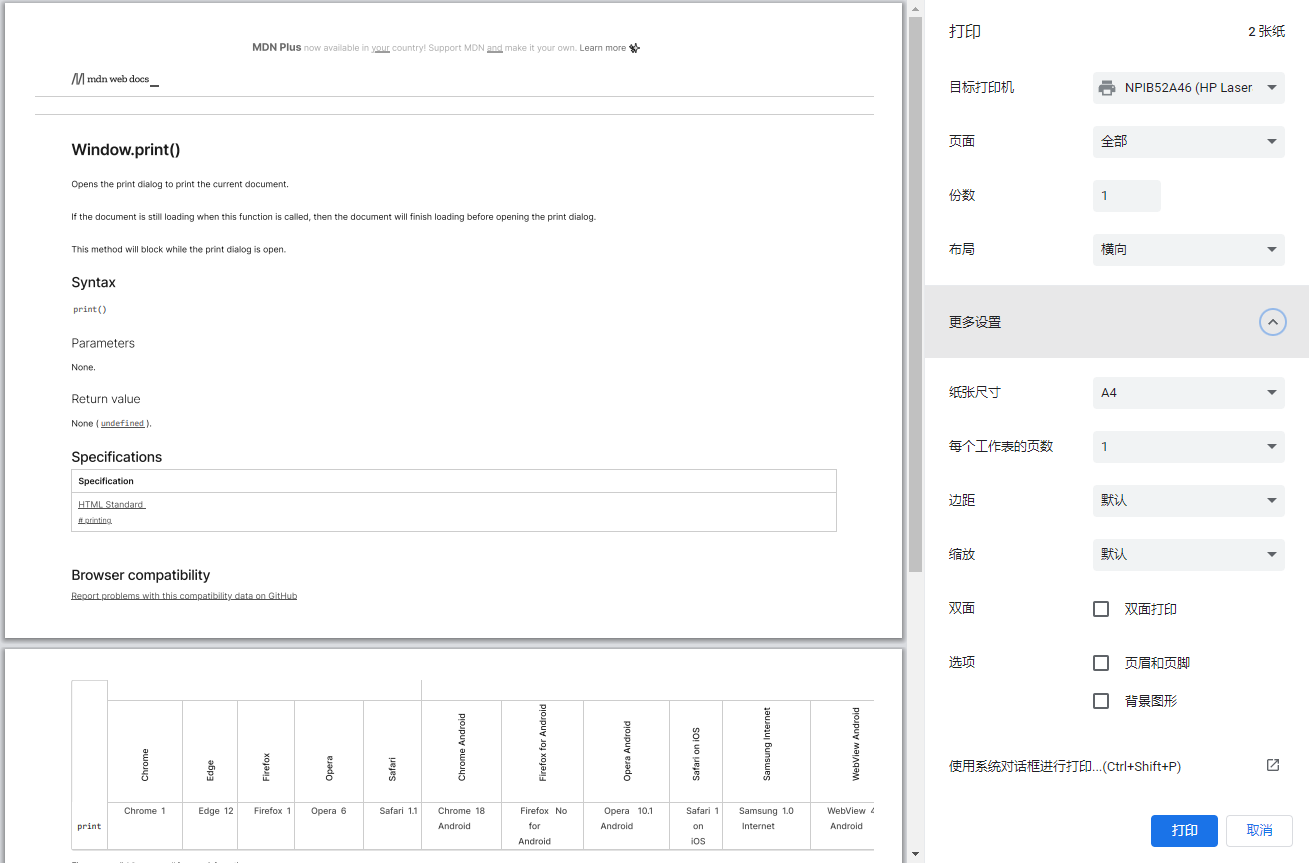 MDN Plus now available in your country! Support MDN and make it your own. Learn more
mdn web docs_
Window.print()
Opens the print dialog to print the current document.
If the document is still loading when this function is called, then the document will finish loading before opening the print dialog.
This method will block while the print dialog is open.
Syntax
print()
Parameters
None.
Return value
None ( undefined ).
Specifications
Specification
HTML Standard
# printing
Browser compatibility
Report problems with this compatibility data on GitHub
Chrome
Edge
Firefox
Opera
Safari
Chrome Android
Firefox for Android
Opera Android
Safari on iOS
Samsung Internet
WebView Android
print
Chrome 1
Edge 12
Firefox 1
Opera 6
Safari 1.1
Chrome 18
Android
Firefox No
for
Android
Opera 10.1
Android
Safari 1
on
iOS
Samsung 1.0
Internet
WebView 4
Android
打印
2 张纸
目标打印机
NPIB52A46 (HP Laser
页面
全部
份数
1
布局
横向
更多设置
纸张尺寸
A4
每个工作表的页数
1
边距
默认
缩放
默认
双面
双面打印
选项
页眉和页脚
背景图形
使用系统对话框进行打印...(Ctrl+Shift+P)
打印
取消